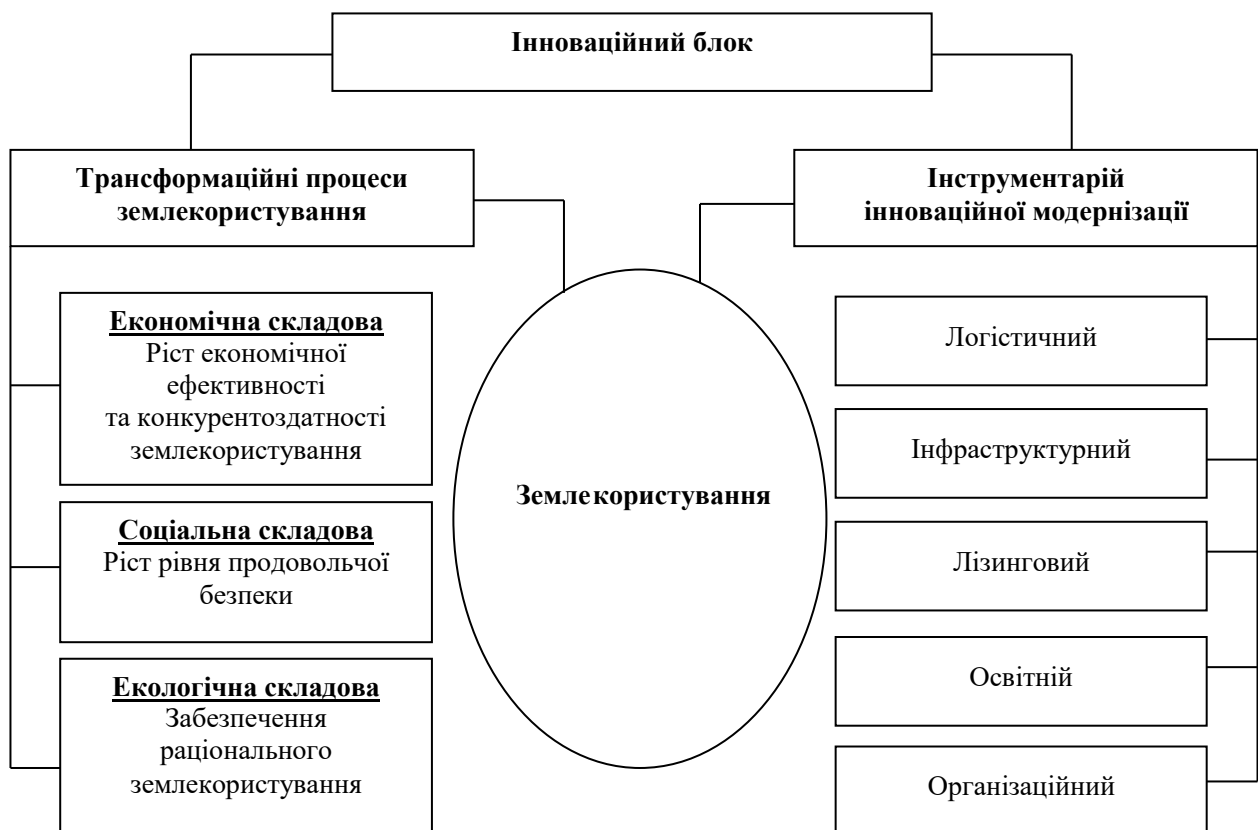 Інноваційний блок
Трансформаційні процеси
землекористування
Інструментарій
інноваційної модернізації
Економічна складова
Ріст економічної
ефективності
та конкурентоздатності
землекористування
Соціальна складова
Ріст рівня продовольчої
безпеки
Екологічна складова
Забезпечення
раціонального
землекористування
Землекористування
Логістичний
Інфраструктурний
Лізинговий
Освітній
Організаційний